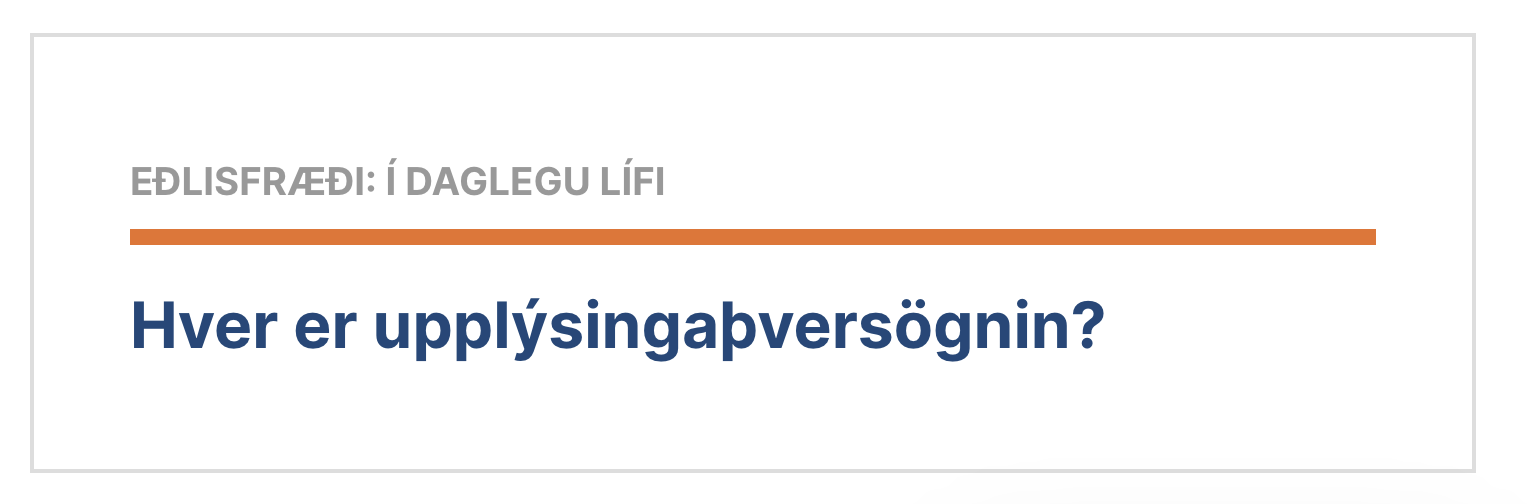 EÐLISFRÆÐI: Í DAGLEGU LÍFI
Hver er upplýsingaþversögnin?